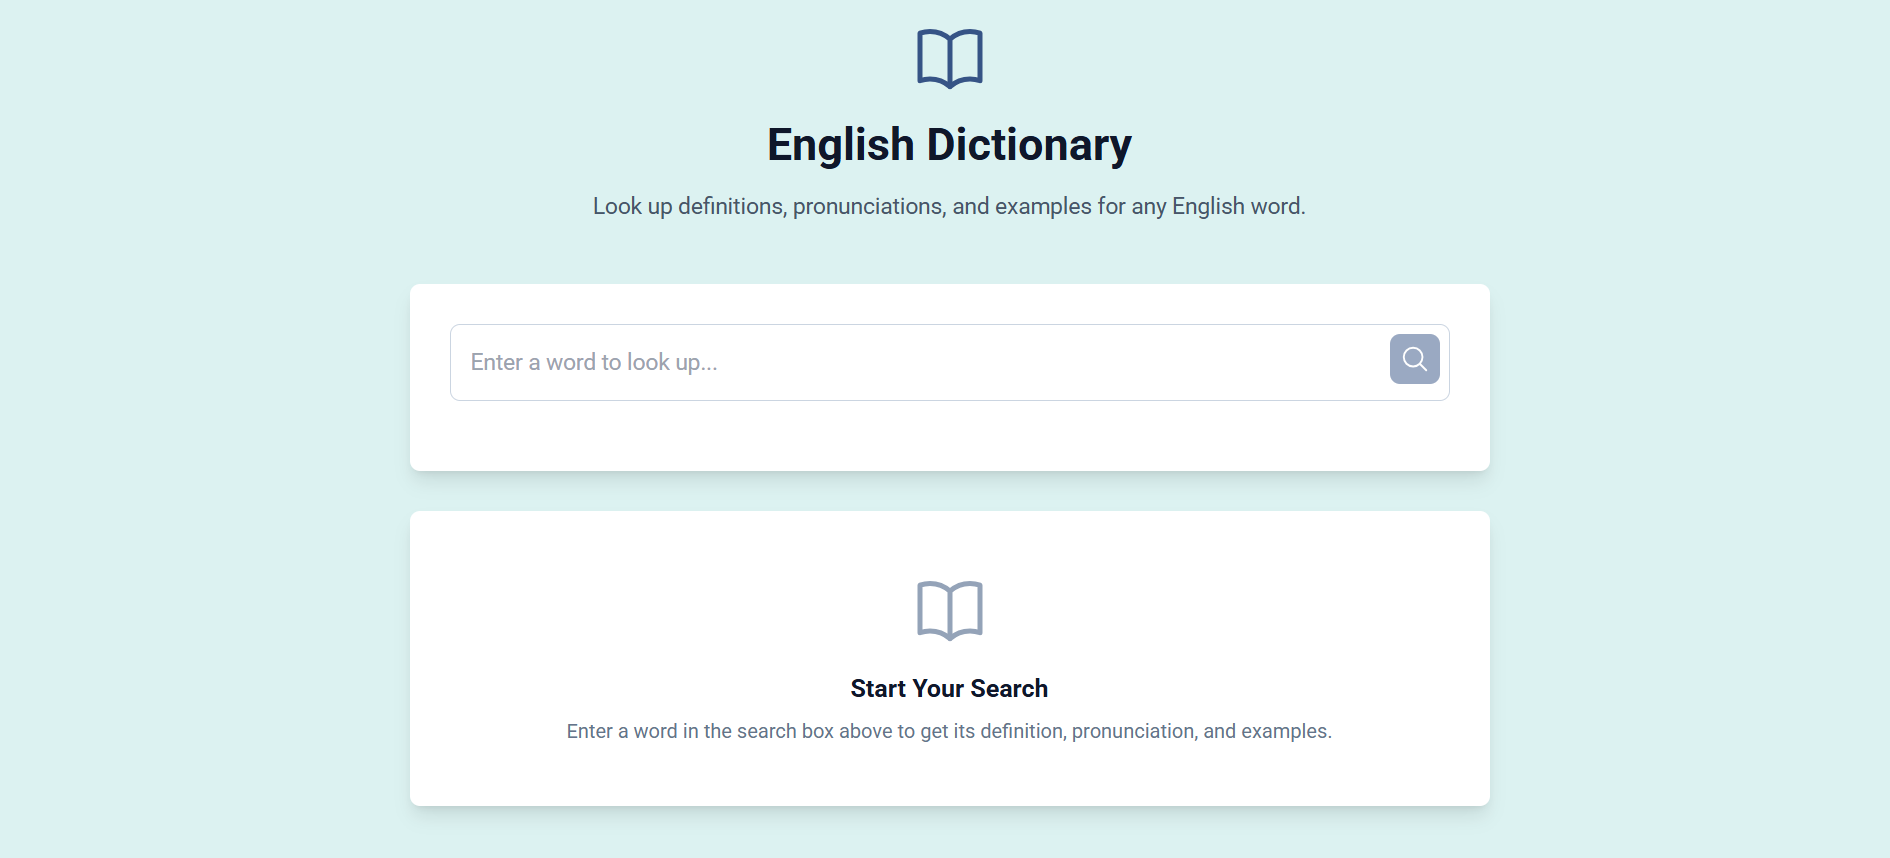 English Dictionary
Look up definitions, pronunciations, and examples for any English word.
Enter a word to look up...
Start Your Search
Enter a word in the search box above to get its definition, pronunciation, and examples.